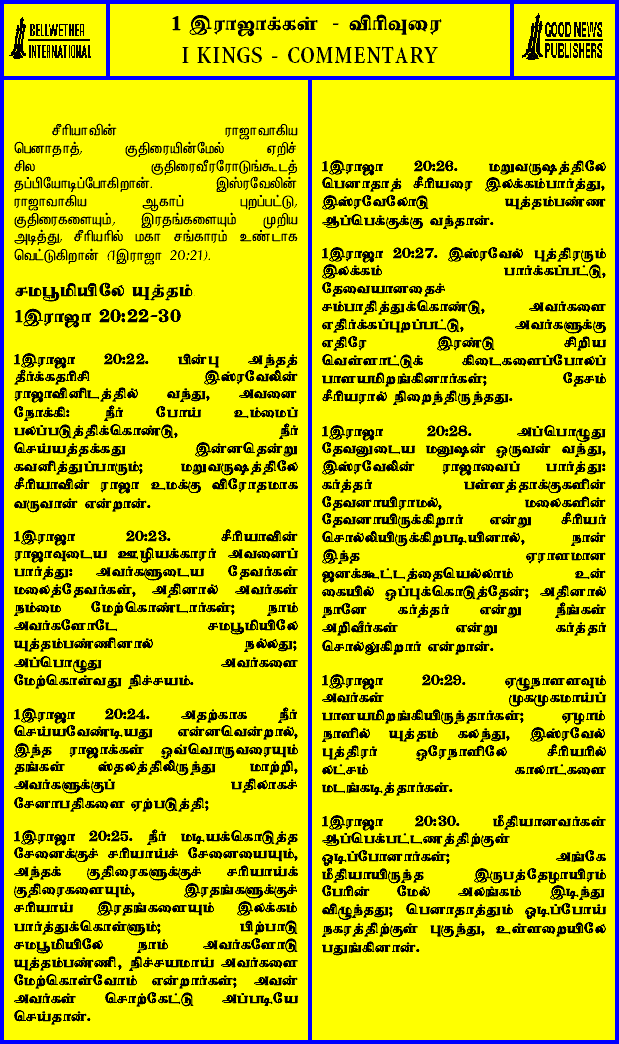 BELLWETHER
INTERNATIONAL
1 இராஜாக்கள் - விரிவுரை
I KINGS - COMMENTARY
GOOD NEWS
PUBLISHERS
சீரியாவின் ராஜாவாகிய
பெனாதாத், குதிரையின்மேல் ஏறிச்
சில குதிரைவீரரோடுங்கூடத்
தப்பியோடிப்போகிறான். இஸ்ரவேலின்
ராஜாவாகிய ஆகாப் புறப்பட்டு,
குதிரைகளையும், இரதங்களையும் முறிய
அடித்து, சீரியரில் மகா சங்காரம் உண்டாக
வெட்டுகிறான் (1இராஜா 20:21).
சமபூமியிலே யுத்தம்
1இராஜா 20:22-30
1இராஜா 20:22. பின்பு அந்தத்
தீர்க்கதரிசி இஸ்ரவேலின்
ராஜாவினிடத்தில் வந்து, அவனை
நோக்கி: நீர் போய் உம்மைப்
பலப்படுத்திக்கொண்டு, நீர்
செய்யத்தக்கது இன்னதென்று
கவனித்துப்பாரும்; மறுவருஷத்திலே
சீரியாவின் ராஜா உமக்கு விரோதமாக
வருவான் என்றான்.
1இராஜா 20:23. சீரியாவின்
ராஜாவுடைய ஊழியக்காரர் அவனைப்
பார்த்து: அவர்களுடைய தேவர்கள்
மலைத்தேவர்கள், அதினால் அவர்கள்
நம்மை மேற்கொண்டார்கள்; நாம்
அவர்களோடே சமபூமியிலே
யுத்தம்பண்ணினால் நல்லது;
அப்பொழுது அவர்களை
மேற்கொள்வது நிச்சயம்.
1இராஜா 20:24. அதற்காக நீர்
செய்யவேண்டியது என்னவென்றால்,
இந்த ராஜாக்கள் ஒவ்வொருவரையும்
தங்கள் ஸ்தலத்திலிருந்து மாற்றி,
அவர்களுக்குப் பதிலாகச்
சேனாபதிகளை ஏற்படுத்தி;
1இராஜா 20:25. நீர் மடியக்கொடுத்த
சேனைக்குச் சரியாய்ச் சேனையையும்,
அந்தக் குதிரைகளுக்குச் சரியாய்க்
குதிரைகளையும், இரதங்களுக்குச்
சரியாய் இரதங்களையும் இலக்கம்
பார்த்துக்கொள்ளும்; பிற்பாடு
சமபூமியிலே நாம் அவர்களோடு
யுத்தம்பண்ணி, நிச்சயமாய் அவர்களை
மேற்கொள்வோம் என்றார்கள்; அவன்
அவர்கள் சொற்கேட்டு அப்படியே
செய்தான்.
1இராஜா 20:26. மறுவருஷத்திலே
பெனாதாத் சீரியரை இலக்கம்பார்த்து,
இஸ்ரவேலோடு யுத்தம்பண்ண
ஆப்பெக்குக்கு வந்தான்.
1இராஜா 20:27. இஸ்ரவேல் புத்திரரும்
இலக்கம் பார்க்கப்பட்டு,
தேவையானதைச்
சம்பாதித்துக்கொண்டு, அவர்களை
எதிர்க்கப்புறப்பட்டு, அவர்களுக்கு
எதிரே இரண்டு சிறிய
வெள்ளாட்டுக் கிடைகளைப்போலப்
பாளயமிறங்கினார்கள்; தேசம்
சீரியரால் நிறைந்திருந்தது.
1இராஜா 20:28. அப்பொழுது
தேவனுடைய மனுஷன் ஒருவன் வந்து,
இஸ்ரவேலின் ராஜாவைப் பார்த்து:
கர்த்தர் பள்ளத்தாக்குகளின்
தேவனாயிராமல், மலைகளின்
தேவனாயிருக்கிறார் என்று சீரியர்
சொல்லியிருக்கிறபடியினால், நான்
இந்த ஏராளமான
ஜனக்கூட்டத்தையெல்லாம் உன்
கையில் ஒப்புக்கொடுத்தேன்; அதினால்
நானே கர்த்தர் என்று நீங்கள்
அறிவீர்கள் என்று கர்த்தர்
சொல்லுகிறார் என்றான்.
1இராஜா 20:29. ஏழுநாளளவும்
அவர்கள் முகமுகமாய்ப்
பாளயமிறங்கியிருந்தார்கள்; ஏழாம்
நாளில் யுத்தம் கலந்து, இஸ்ரவேல்
புத்திரர் ஒரேநாளிலே சீரியரில்
லட்சம் காலாட்களை
மடங்கடித்தார்கள்.
1இராஜா 20:30. மீதியானவர்கள்
ஆப்பெக்பட்டணத்திற்குள்
ஓடிப்போனார்கள்; அங்கே
மீதியாயிருந்த இருபத்தேழாயிரம்
பேரின் மேல் அலங்கம் இடிந்து
விழுந்தது; பெனாதாத்தும் ஓடிப்போய்
நகரத்திற்குள் புகுந்து, உள்ளறையிலே
பதுங்கினான்.